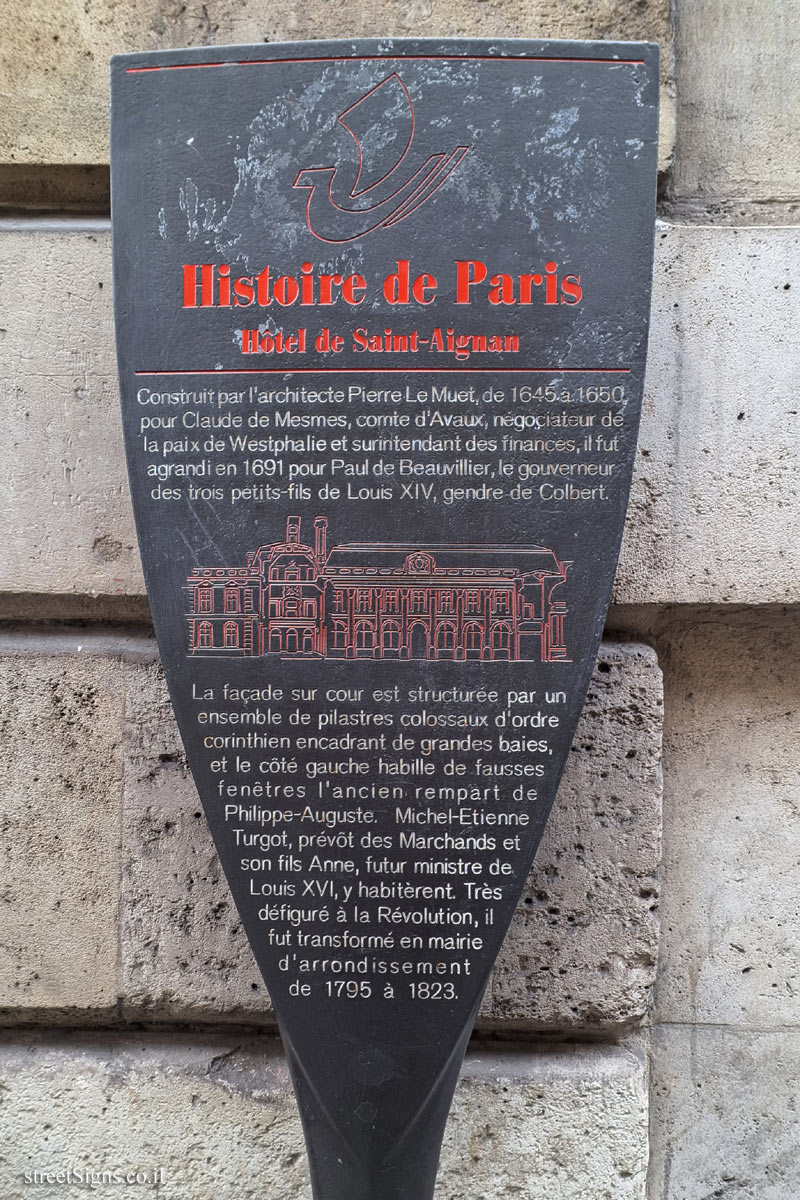 Histoire de Paris
Hôtel de Saint-Aignan
Construit par l'architecte Pierre Le Muet, de 1645 à 1650,
pour Claude de Mesmes, comte d'Avaux, négociateur de
la paix de Westphalie et surintendant des finances, il fut
agrandi en 1691 pour Paul de Beauvillier, le gouverneur
des trois petits-fils de Louis XIV, gendre de Colbert.
La façade sur cour est structurée par un
ensemble de pilastres colossaux d'ordre
corinthien encadrant de grandes baies,
et le côté gauche habille de fausses
fenêtres l'ancien rempart de
Philippe-Auguste. Michel-Etienne
Turgot, prévôt des Marchands et
son fils Anne, futur ministre de
Louis XVI, y habitèrent. Très
défiguré à la Révolution, il
fut transformé en mairie
d'arrondissement
de 1795 à 1823.
streetSigns.co.il